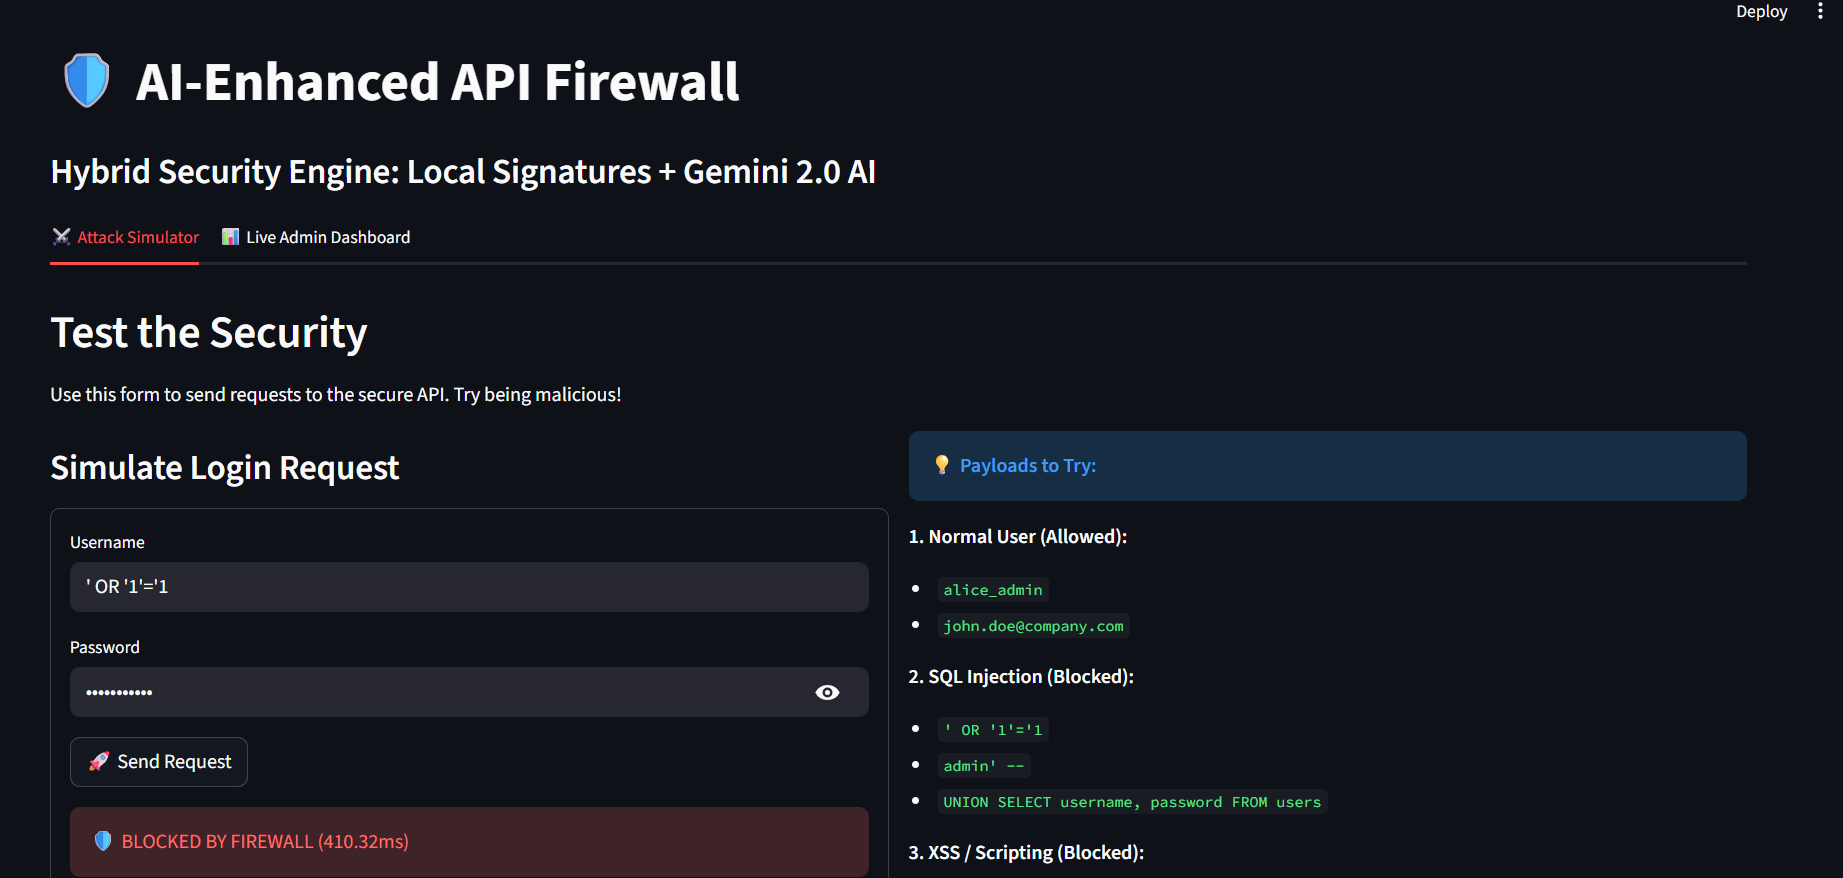 Deploy
AI-Enhanced API Firewall
Hybrid Security Engine: Local Signatures + Gemini 2.0 AI
Attack Simulator
Live Admin Dashboard
Test the Security
Use this form to send requests to the secure API. Try being malicious!
Simulate Login Request
Username
' OR '1'='1
Password
•••••••••••
Send Request
BLOCKED BY FIREWALL (410.32ms)
Payloads to Try:
1. Normal User (Allowed):
alice_admin
john.doe@company.com
2. SQL Injection (Blocked):
' OR '1'='1
admin' --
UNION SELECT username, password FROM users
3. XSS / Scripting (Blocked):